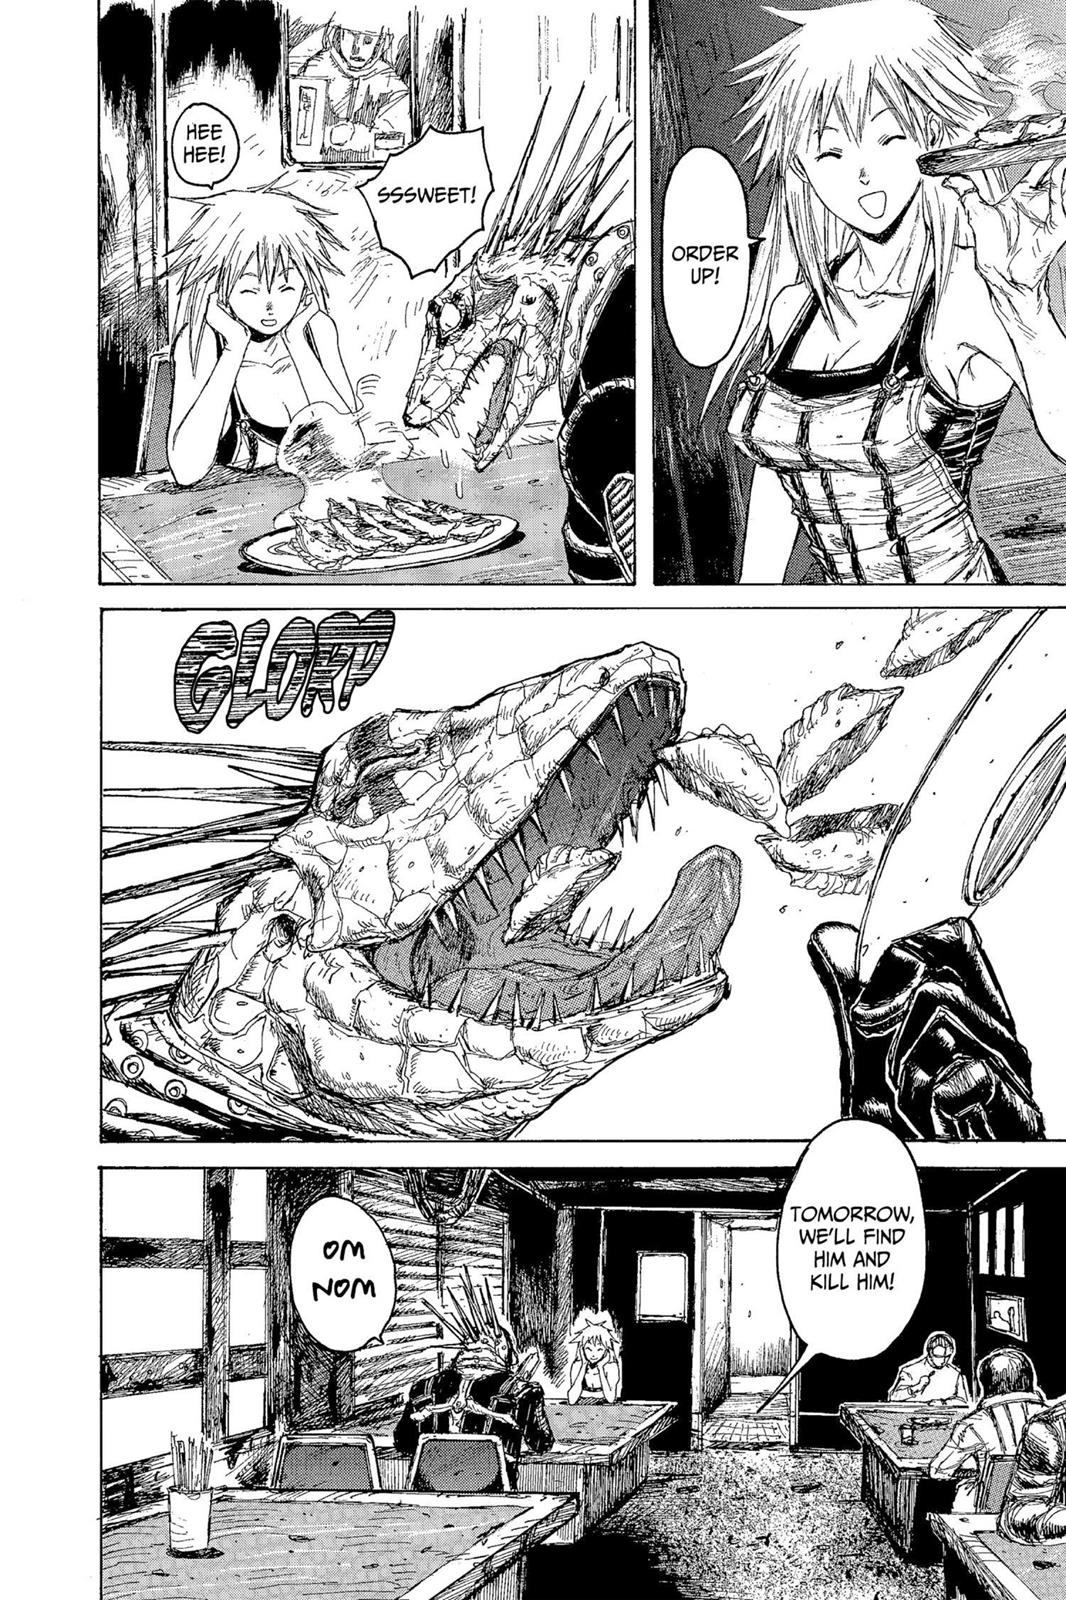 ORDER
UP!
SSSWEET!
HEE
HEE!
GLORP
TOMORROW,
WE'LL FIND
HIM AND
KILL HIM!
OM
NOM